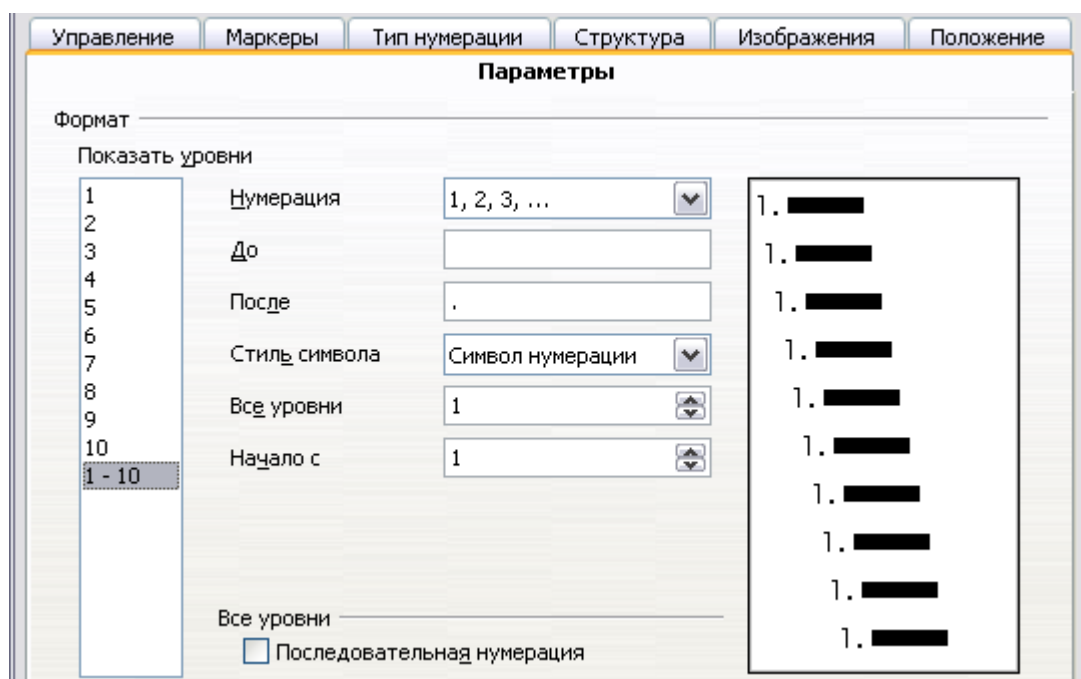 Управление Маркеры Тип нумерации Структура Изображения Положение
Параметры
Формат
Показать уровни
1
2
3
4
5
6
7
8
9
10
1 - 10
Нумерация 1, 2, 3, ...
До
После .
Стиль символа Символ нумерации
Все уровни 1
Начало с 1
Все уровни
Последовательная нумерация
1.
1.
1.
1.
1.
1.
1.
1.
1.
1.